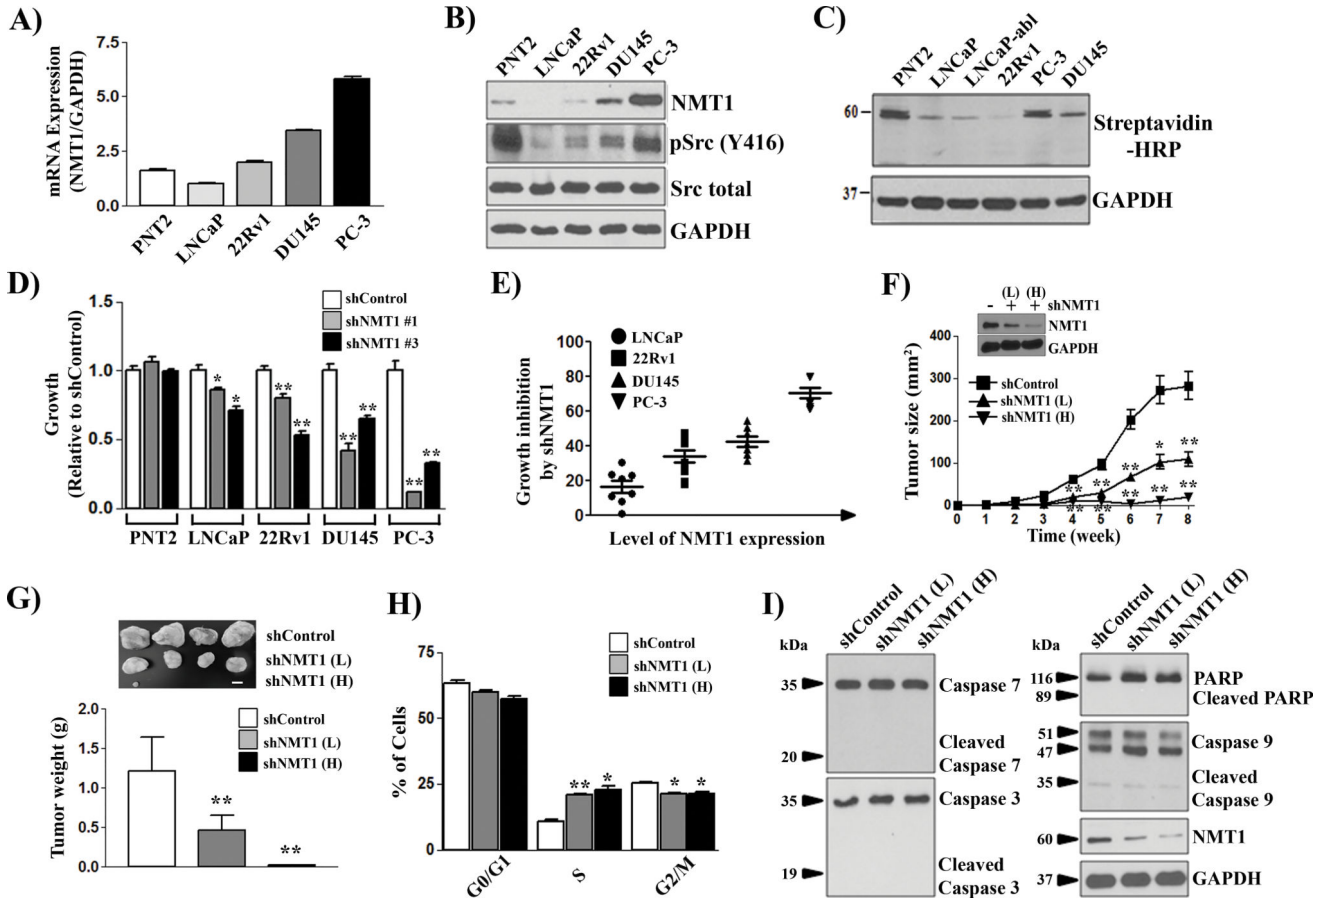 A)
mRNA Expression
(NMT1/GAPDH)
7.5
5.0
2.5
0.0
PNT2
LNCaP
22Rv1
DU145
PC-3
B)
PNT2
LNCaP
22Rv1
DU145
PC-3
NMT1
pSrc (Y416)
Src total
GAPDH
C)
PNT2
LNCaP
LNCaP-abl
22Rv1
PC-3
DU145
60
Streptavidin
-HRP
37
GAPDH
D)
Growth
(Relative to shControl)
1.5
1.0
0.5
0.0
shControl
shNMT1 #1
shNMT1 #3
*
*
**
**
**
**
**
**
PNT2
LNCaP
22Rv1
DU145
PC-3
E)
Growth inhibition
by shNMT1
100
80
60
40
20
0
LNCaP
22Rv1
DU145
PC-3
Level of NMT1 expression
F)
(L) (H)
- + + shNMT1
NMT1
GAPDH
Tumor size (mm²)
400
300
200
100
0
shControl
shNMT1 (L)
shNMT1 (H)
** ** ** * **
** ** ** ** **
0 1 2 3 4 5 6 7 8
Time (week)
G)
shControl
shNMT1 (L)
shNMT1 (H)
Tumor weight (g)
2.0
1.5
1.0
0.5
0.0
shControl
shNMT1 (L)
shNMT1 (H)
**
**
H)
% of Cells
75
50
25
0
shControl
shNMT1 (L)
shNMT1 (H)
** *
* *
G0/G1
S
G2/M
I)
kDa
shControl
shNMT1 (L)
shNMT1 (H)
35
Caspase 7
20
Cleaved
Caspase 7
35
Caspase 3
19
Cleaved
Caspase 3
kDa
shControl
shNMT1 (L)
shNMT1 (H)
116
PARP
89
Cleaved PARP
51
47
Caspase 9
35
Cleaved
Caspase 9
60
NMT1
37
GAPDH